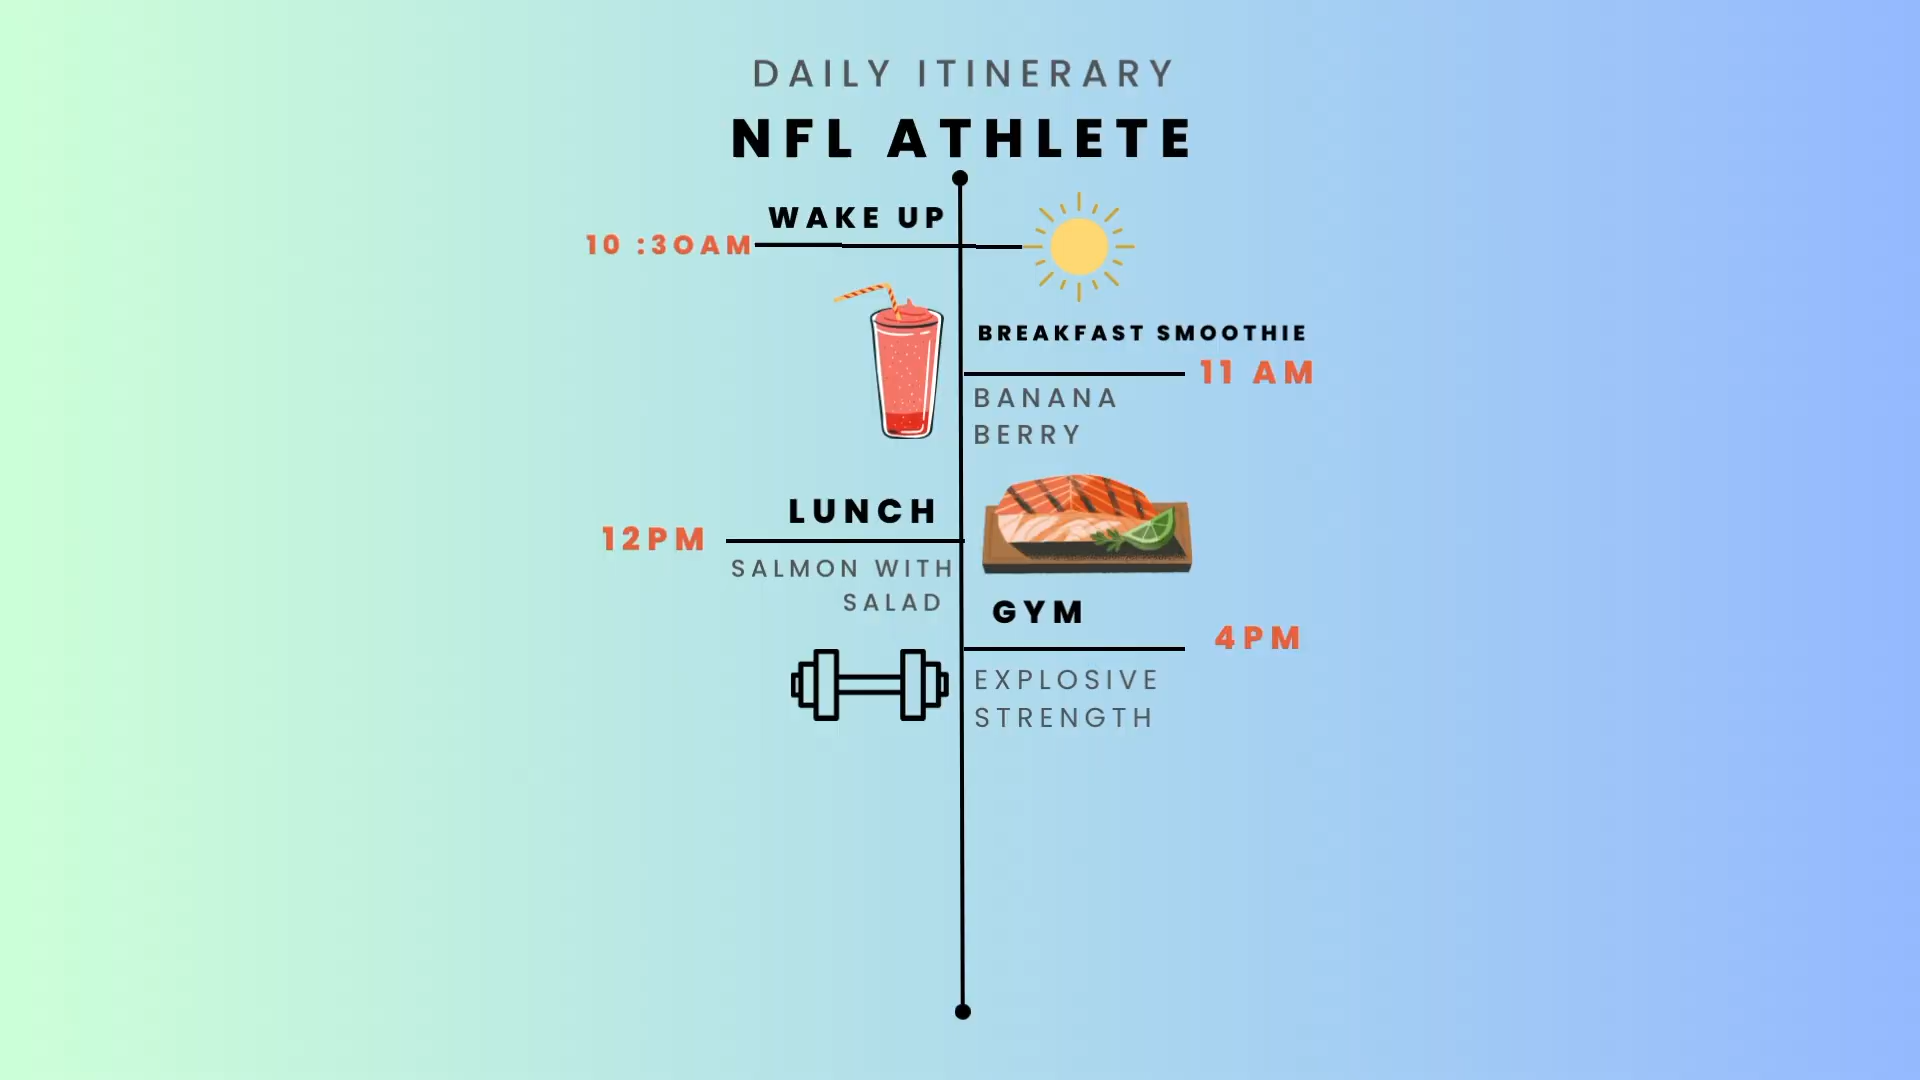 DAILY ITINERARY
NFL ATHLETE
WAKE UP
10 :30AM
BREAKFAST SMOOTHIE
11 AM
BANANA
BERRY
LUNCH
12PM
SALMON WITH
SALAD
GYM
4PM
EXPLOSIVE
STRENGTH